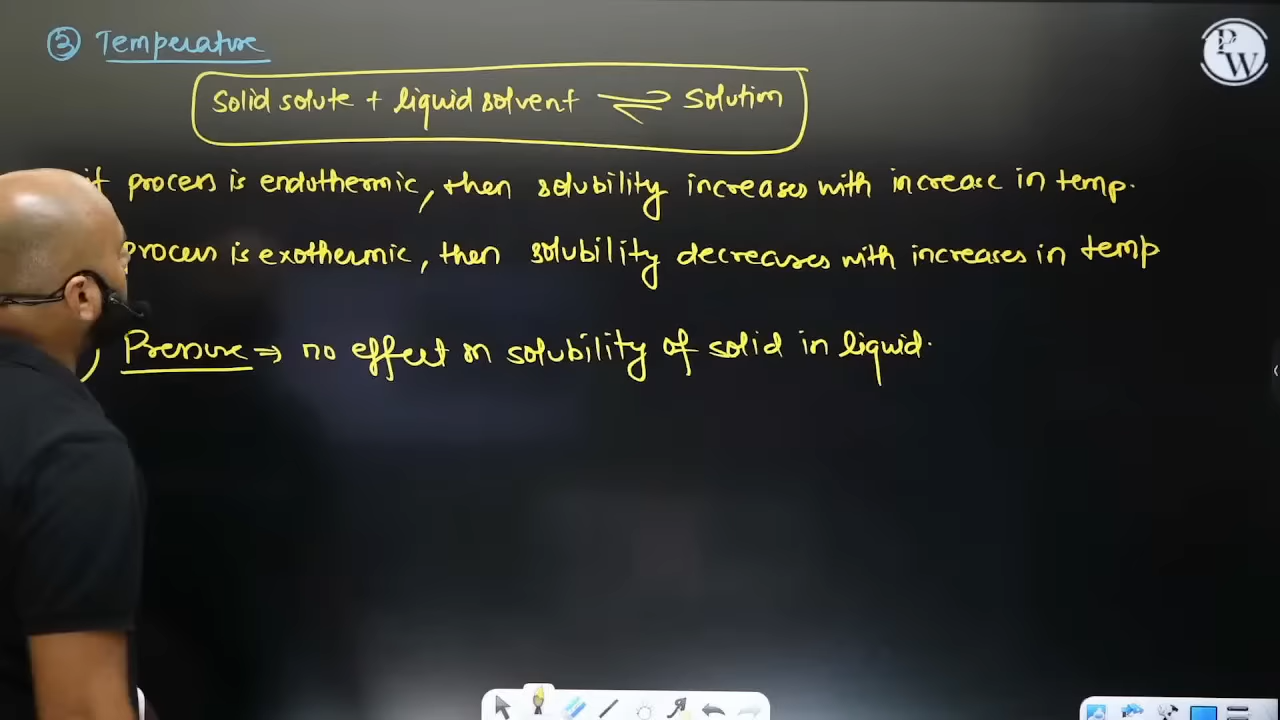 ③ Temperature
PW
Solid solute + liquid solvent ⇌ Solution
if process is endothermic, then solubility increases with increase in temp.
process is exothermic, then solubility decreases with increases in temp
) Pressure ⇒ no effect on solubility of solid in liquid.